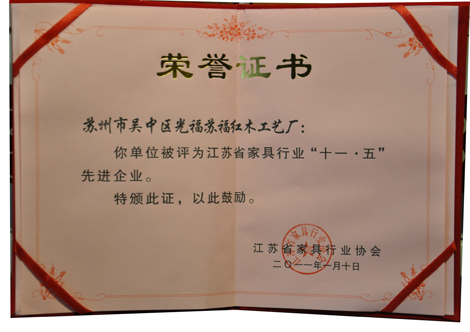 荣誉证书
苏州市吴中区光福苏福红木工艺厂：
你单位被评为江苏省家具行业“十一·五”
先进企业。
特颁此证，以此鼓励。
江苏省家具行业协会
二〇一一年一月十日